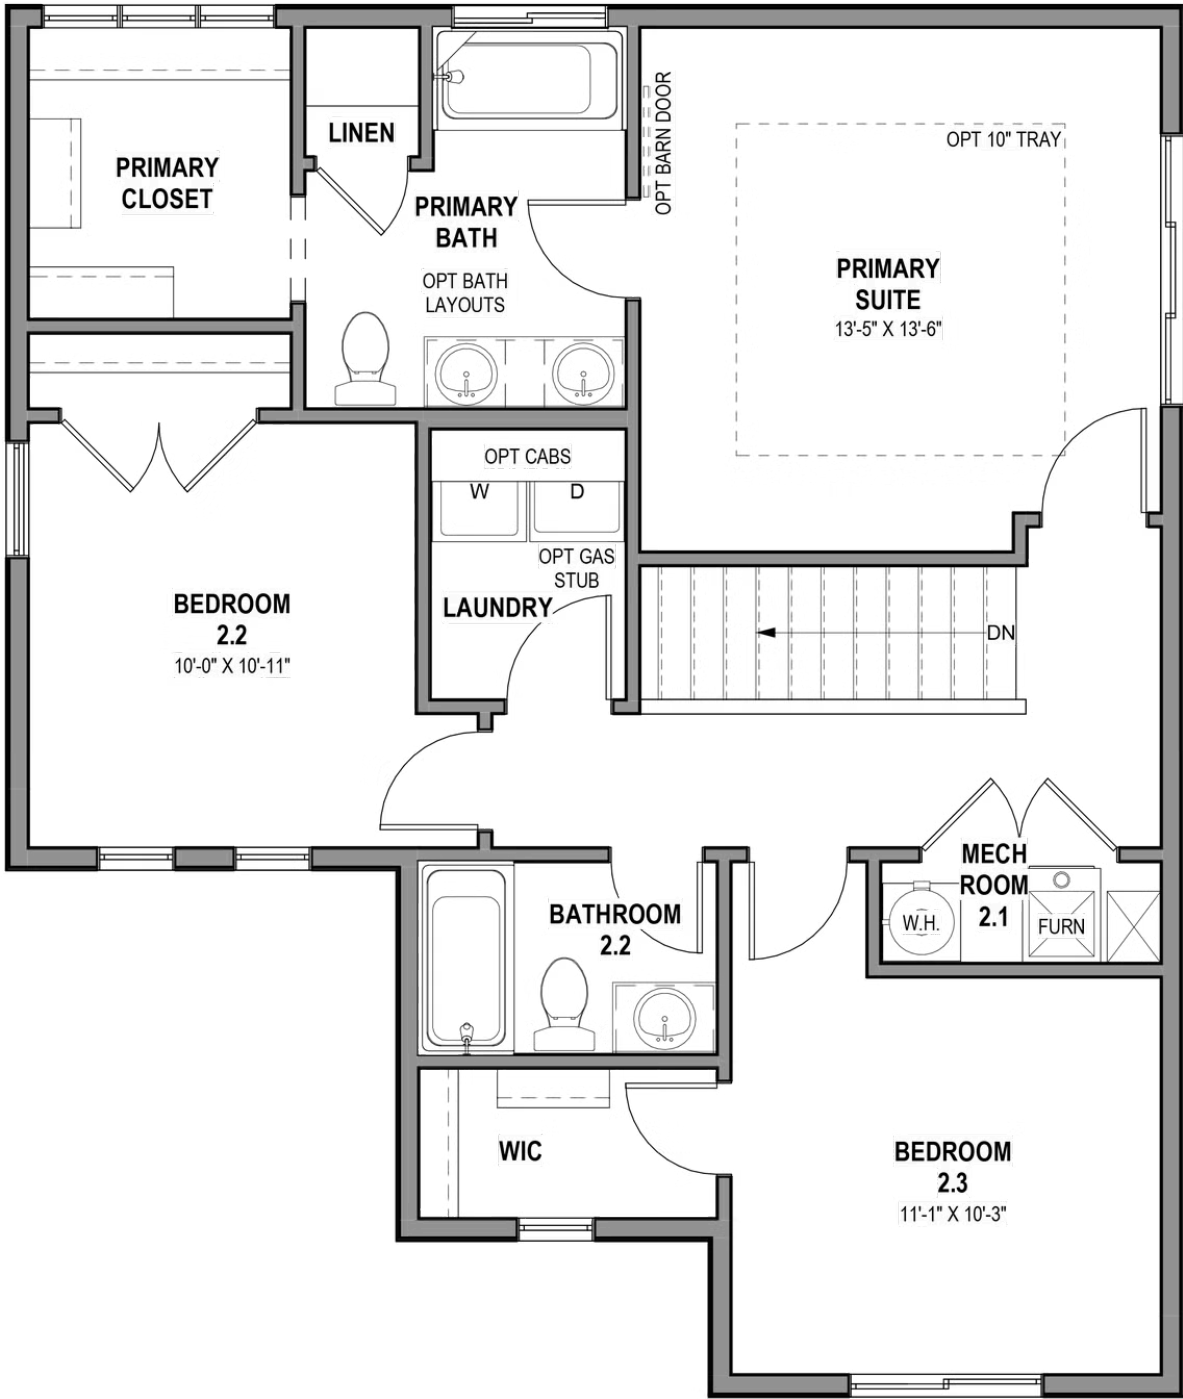 LINEN
PRIMARY
CLOSET
PRIMARY
BATH
OPT BATH
LAYOUTS
OPT BARN DOOR
OPT 10" TRAY
PRIMARY
SUITE
13'-5" X 13'-6"
OPT CABS
W
D
OPT GAS
STUB
LAUNDRY
BEDROOM
2.2
10'-0" X 10'-11"
DN
MECH
ROOM
2.1
W.H.
FURN
BATHROOM
2.2
WIC
BEDROOM
2.3
11'-1" X 10'-3"